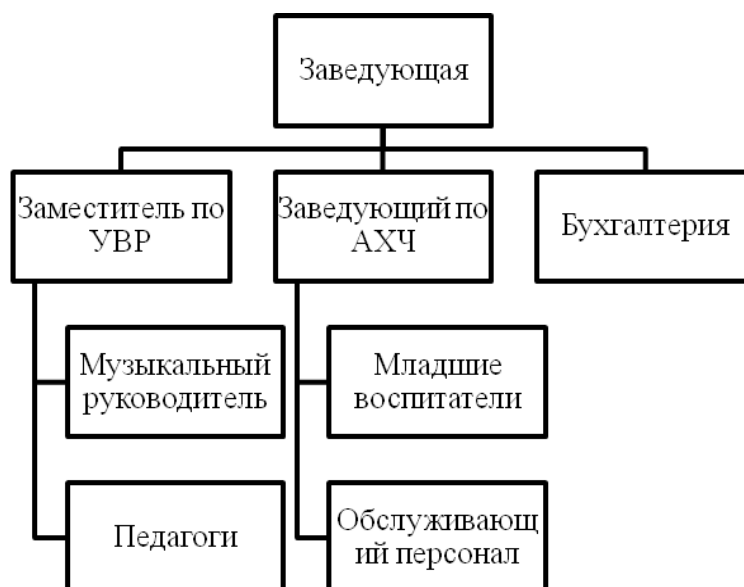 Заведующая
Заместитель по
УВР
Заведующий по
АХЧ
Бухгалтерия
Музыкальный
руководитель
Младшие
воспитатели
Педагоги
Обслуживающ
ий персонал